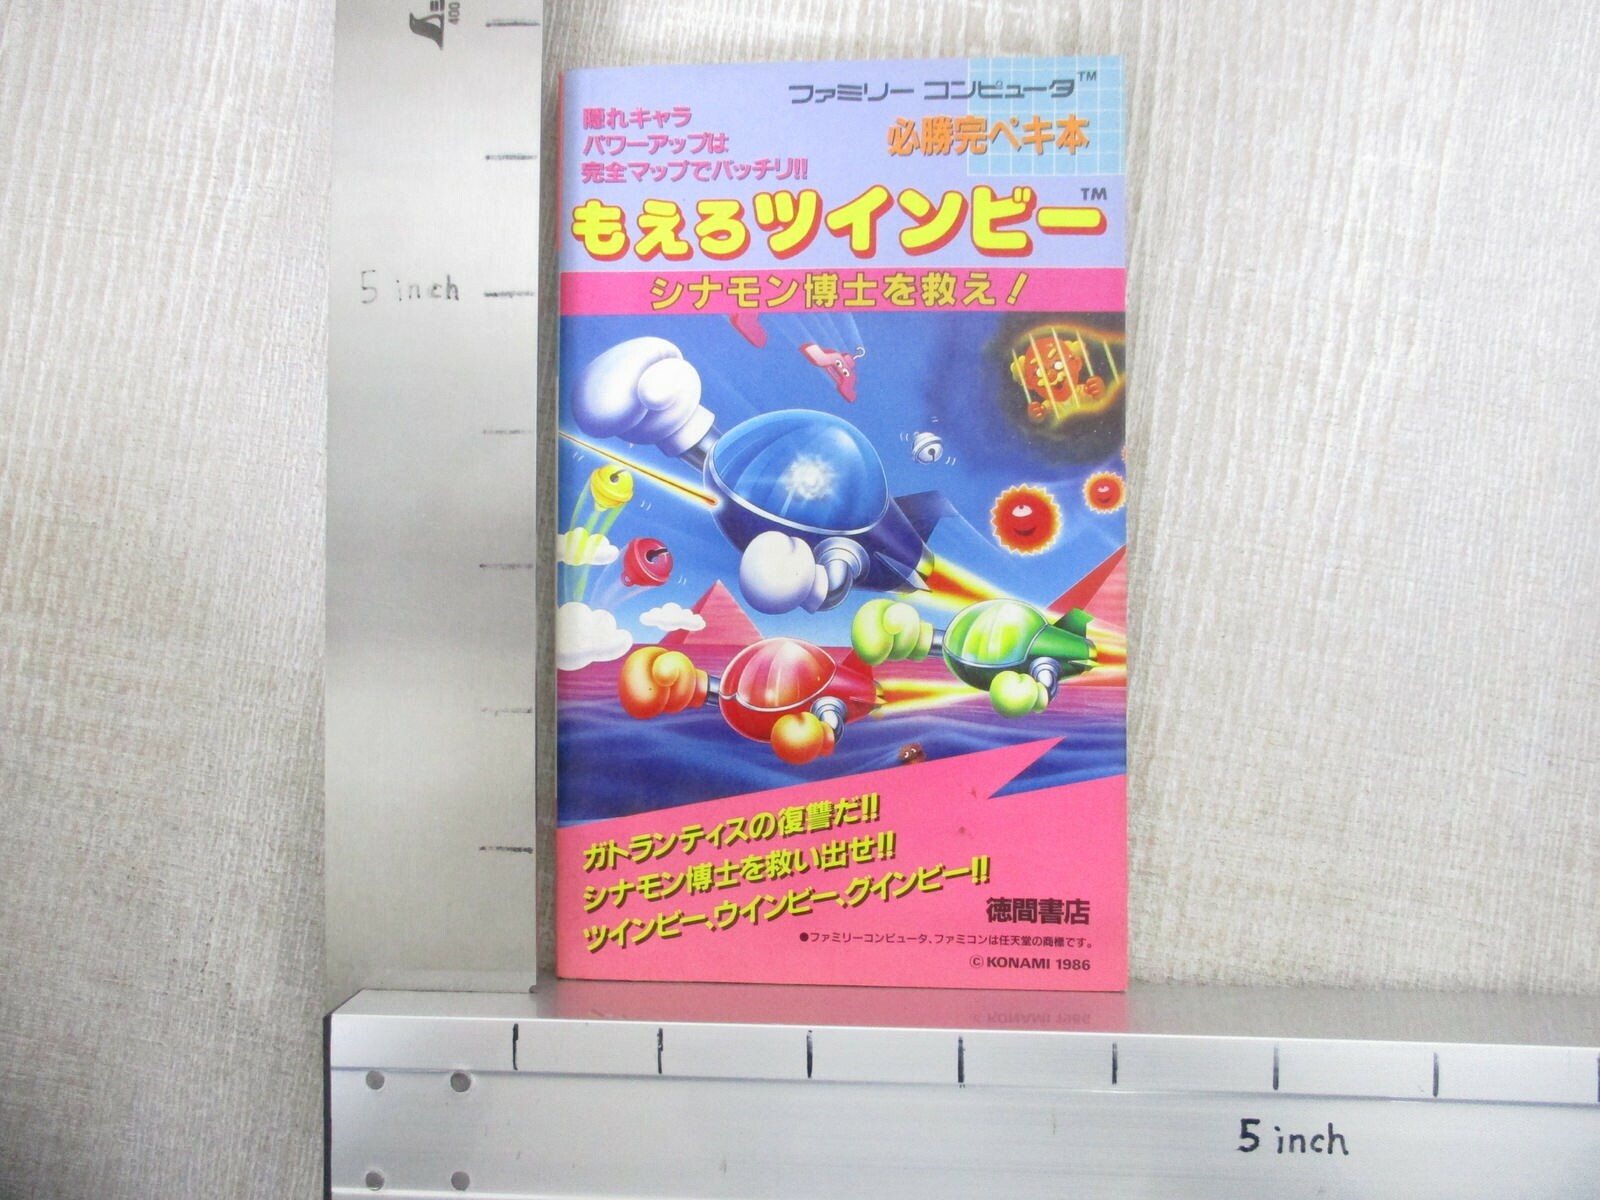 400
5 inch
ファミリー コンピュータ™
必勝完ペキ本
隠れキャラ
パワーアップは
完全マップでバッチリ!!
もえろツインビー™
シナモン博士を救え!
ガトランティスの復讐だ!!
シナモン博士を救い出せ!!
ツインビー、ウインビー、グインビー!!
徳間書店
●ファミリーコンピュータ、ファミコンは任天堂の商標です。
©KONAMI 1986
5 inch